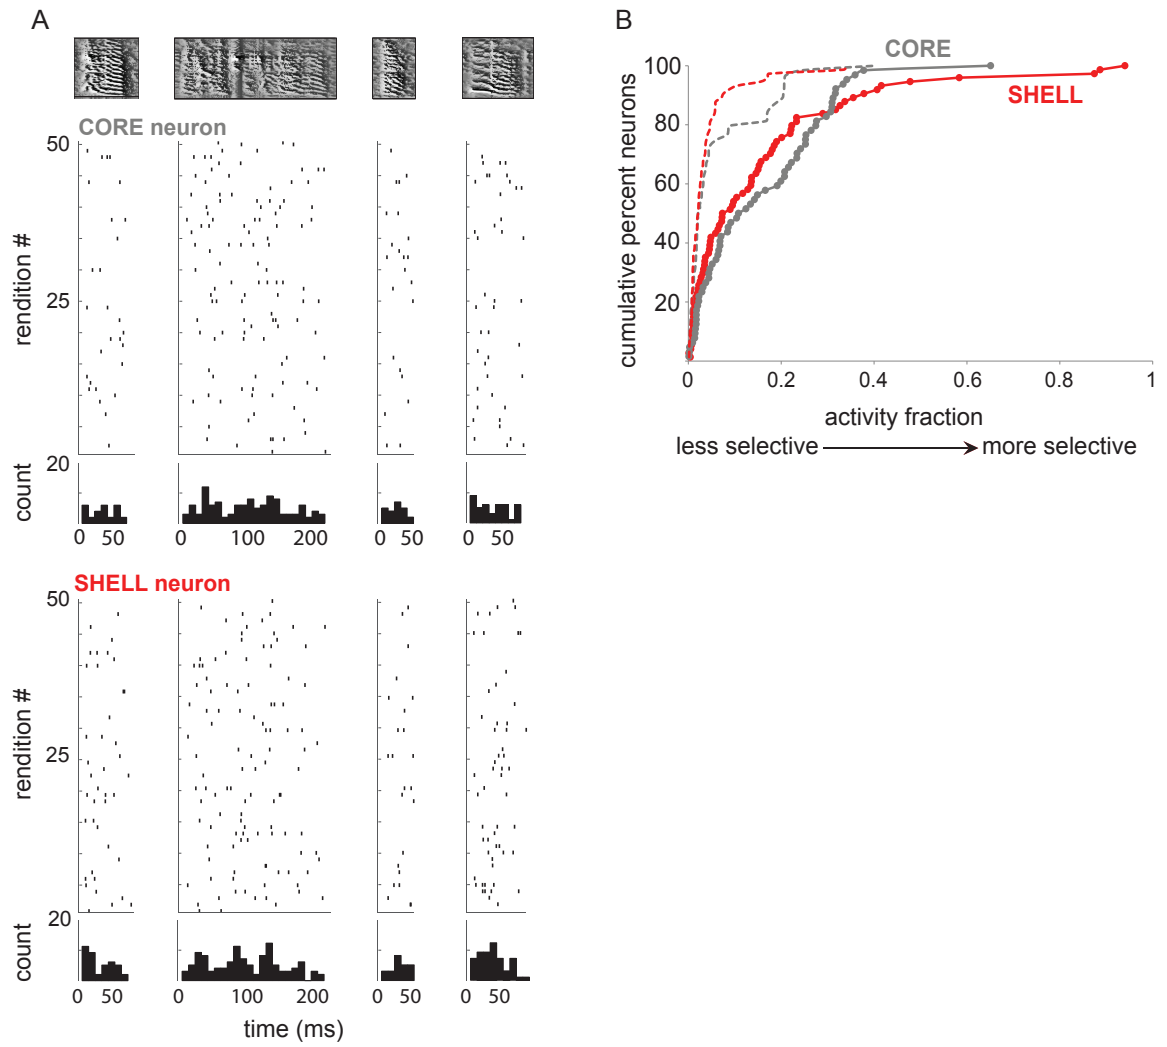 A
CORE neuron
50
25
rendition #
20
count
0 50
0 100 200
0 50
0 50
SHELL neuron
50
25
rendition #
20
count
0 50
0 100 200
0 50
0 50
time (ms)
B
CORE
SHELL
100
80
60
40
20
cumulative percent neurons
0 0.2 0.4 0.6 0.8 1
activity fraction
less selective more selective